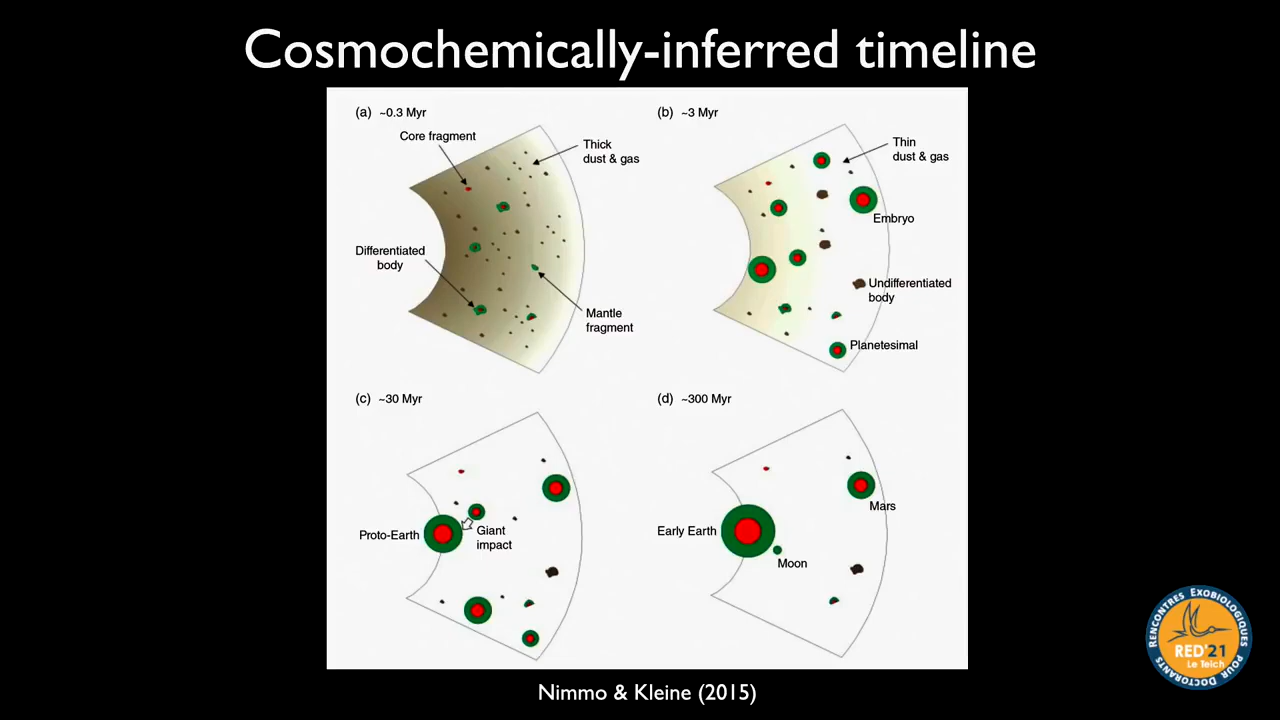 Cosmochemically-inferred timeline
(a) ~0.3 Myr
Core fragment
Thick
dust & gas
Differentiated
body
Mantle
fragment
(b) ~3 Myr
Thin
dust & gas
Embryo
Undifferentiated
body
Planetesimal
(c) ~30 Myr
Proto-Earth
Giant
impact
(d) ~300 Myr
Early Earth
Mars
Moon
Nimmo & Kleine (2015)
RENCONTRES EXOBIOLOGIQUES POUR DOCTORANTS
RED'21
Le Teich